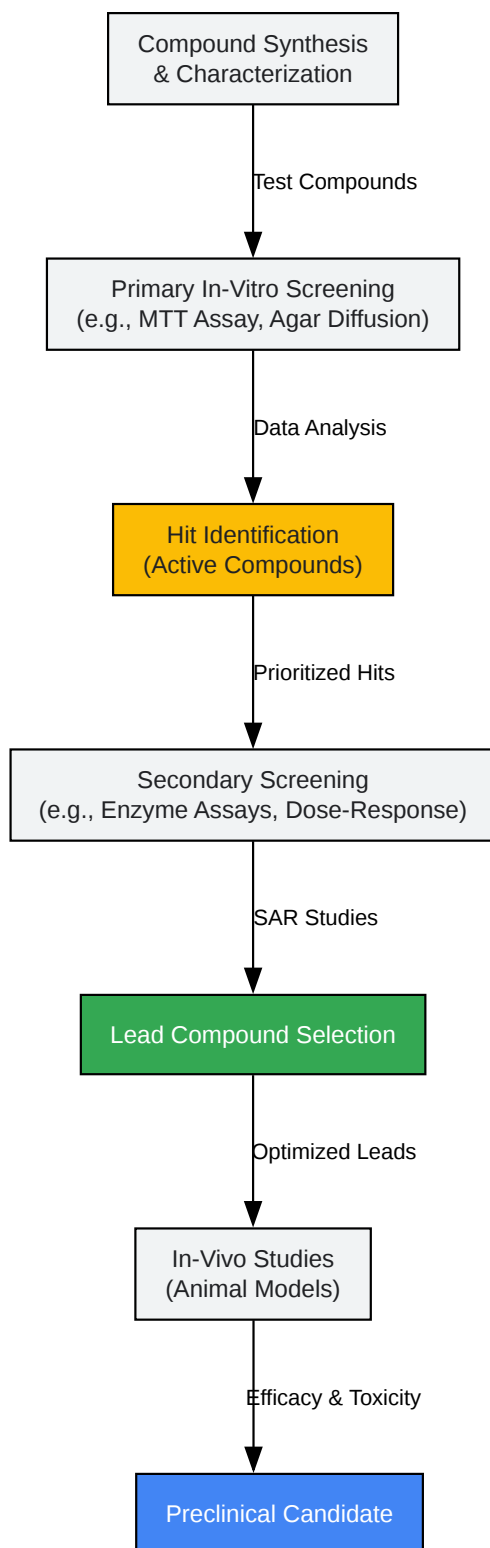 Compound Synthesis
& Characterization
Test Compounds
Primary In-Vitro Screening
(e.g., MTT Assay, Agar Diffusion)
Data Analysis
Hit Identification
(Active Compounds)
Prioritized Hits
Secondary Screening
(e.g., Enzyme Assays, Dose-Response)
SAR Studies
Lead Compound Selection
Optimized Leads
In-Vivo Studies
(Animal Models)
Efficacy & Toxicity
Preclinical Candidate